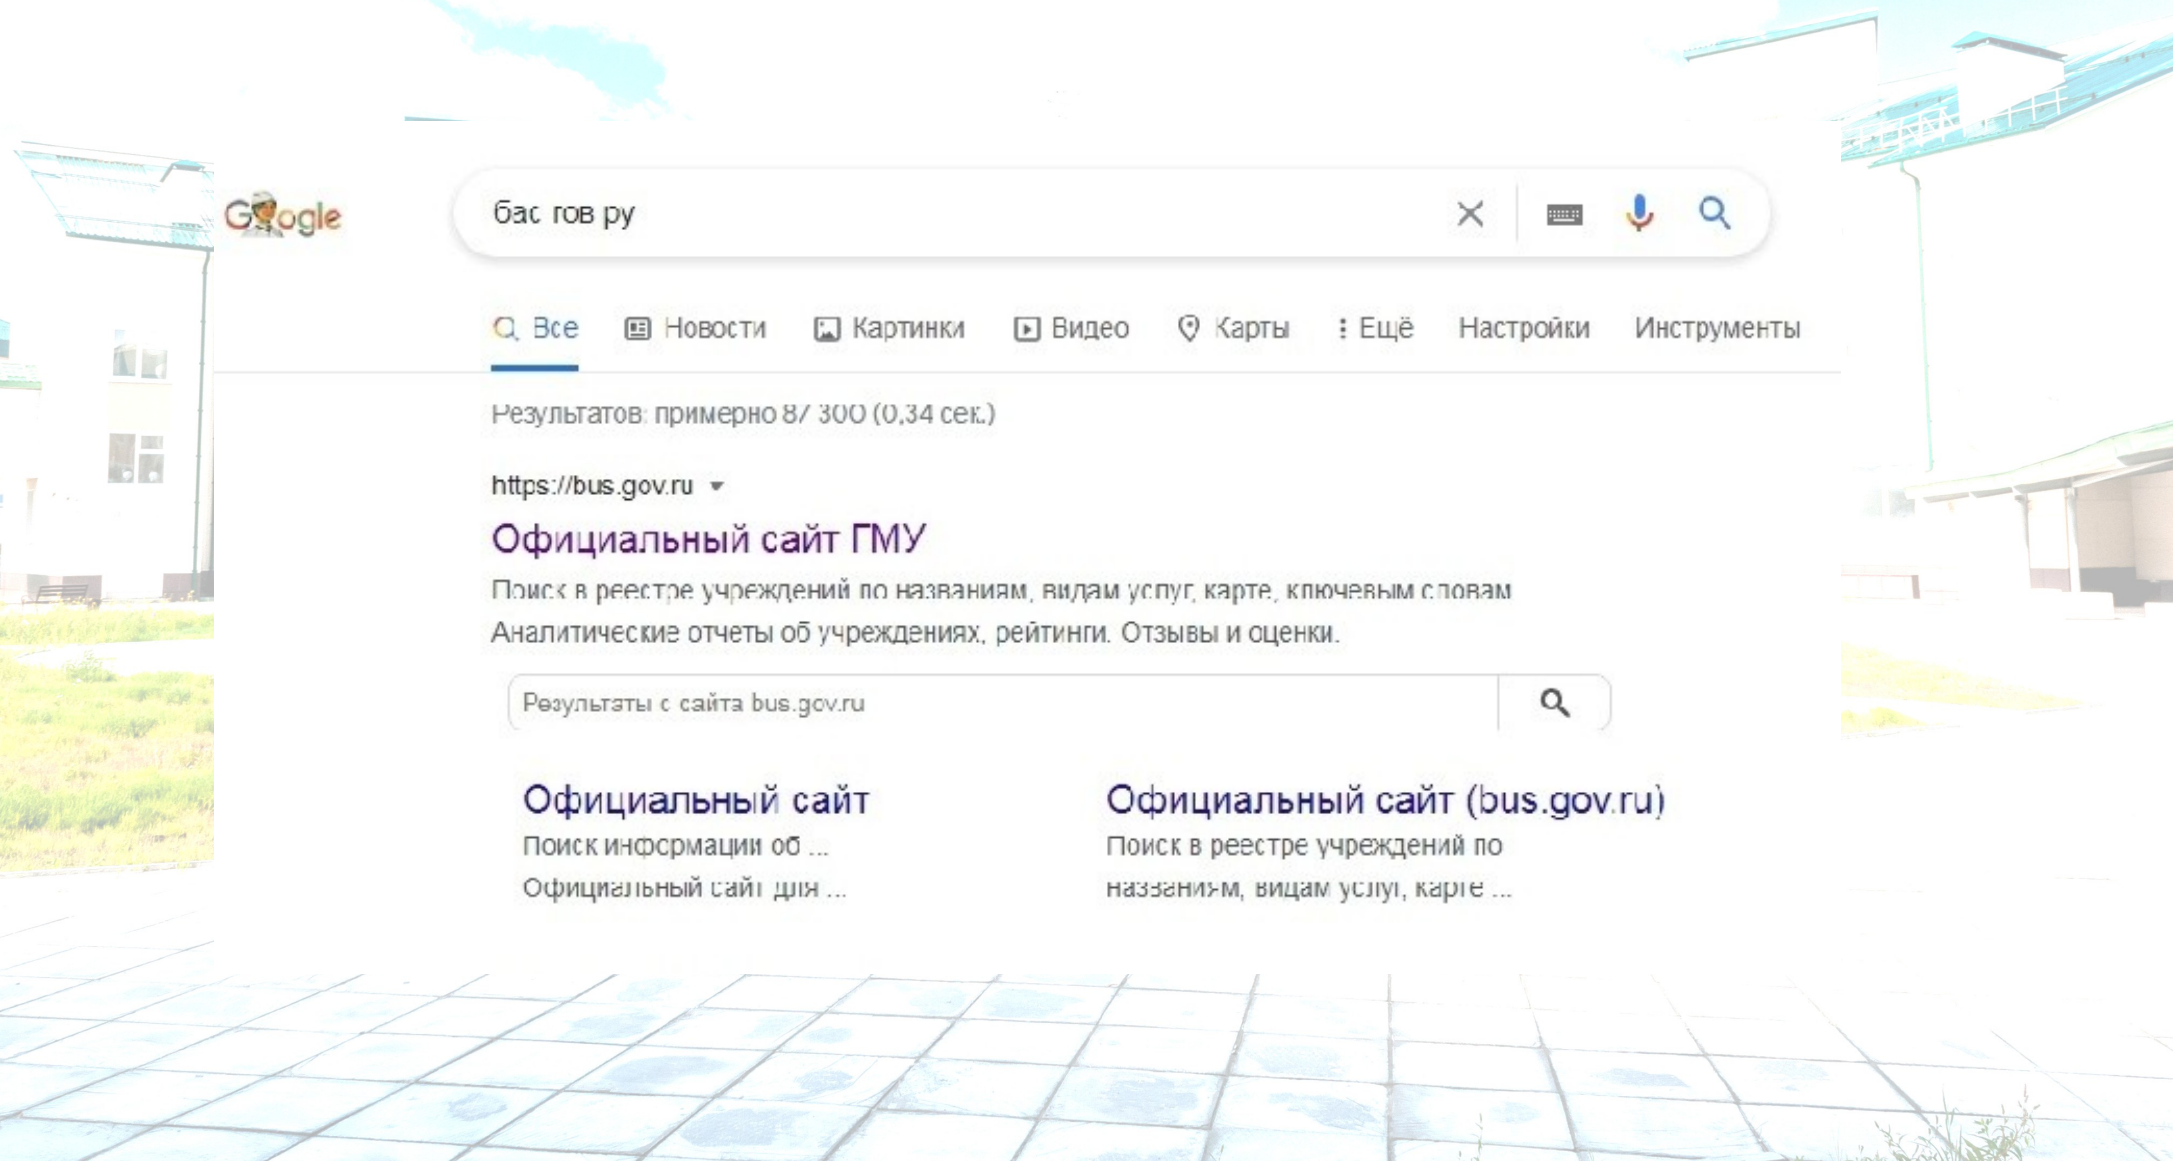 Google
бас гов ру
Все Новости Картинки Видео Карты Ещё Настройки Инструменты
Результатов: примерно 87 300 (0,34 сек.)
https://bus.gov.ru
Официальный сайт ГМУ
Поиск в реестре учреждений по названиям, видам услуг, карте, ключевым словам
Аналитические отчеты об учреждениях, рейтинги. Отзывы и оценки.
Результаты с сайта bus.gov.ru
Официальный сайт
Поиск информации об ...
Официальный сайт для ...
Официальный сайт (bus.gov.ru)
Поиск в реестре учреждений по
названиям, видам услуг, карте ...